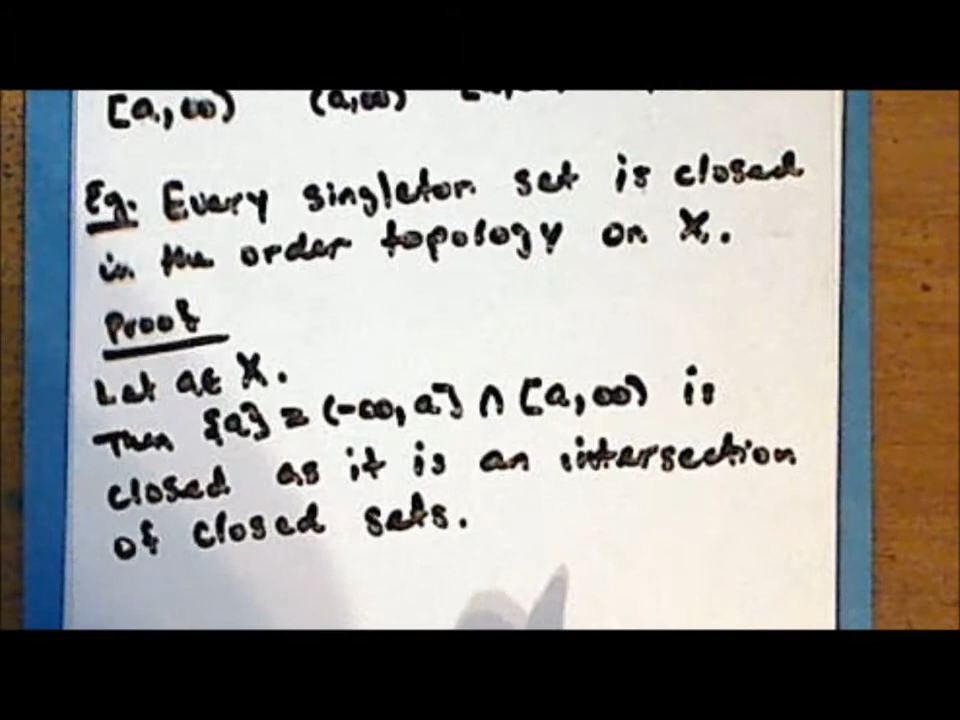 [a,∞) (a,∞)
Eg. Every singleton set is closed
in the order topology on X.
Proof
Let a∈ X.
Then {a} = (-∞, a] ∩ [a, ∞) is
closed as it is an intersection
of closed sets.